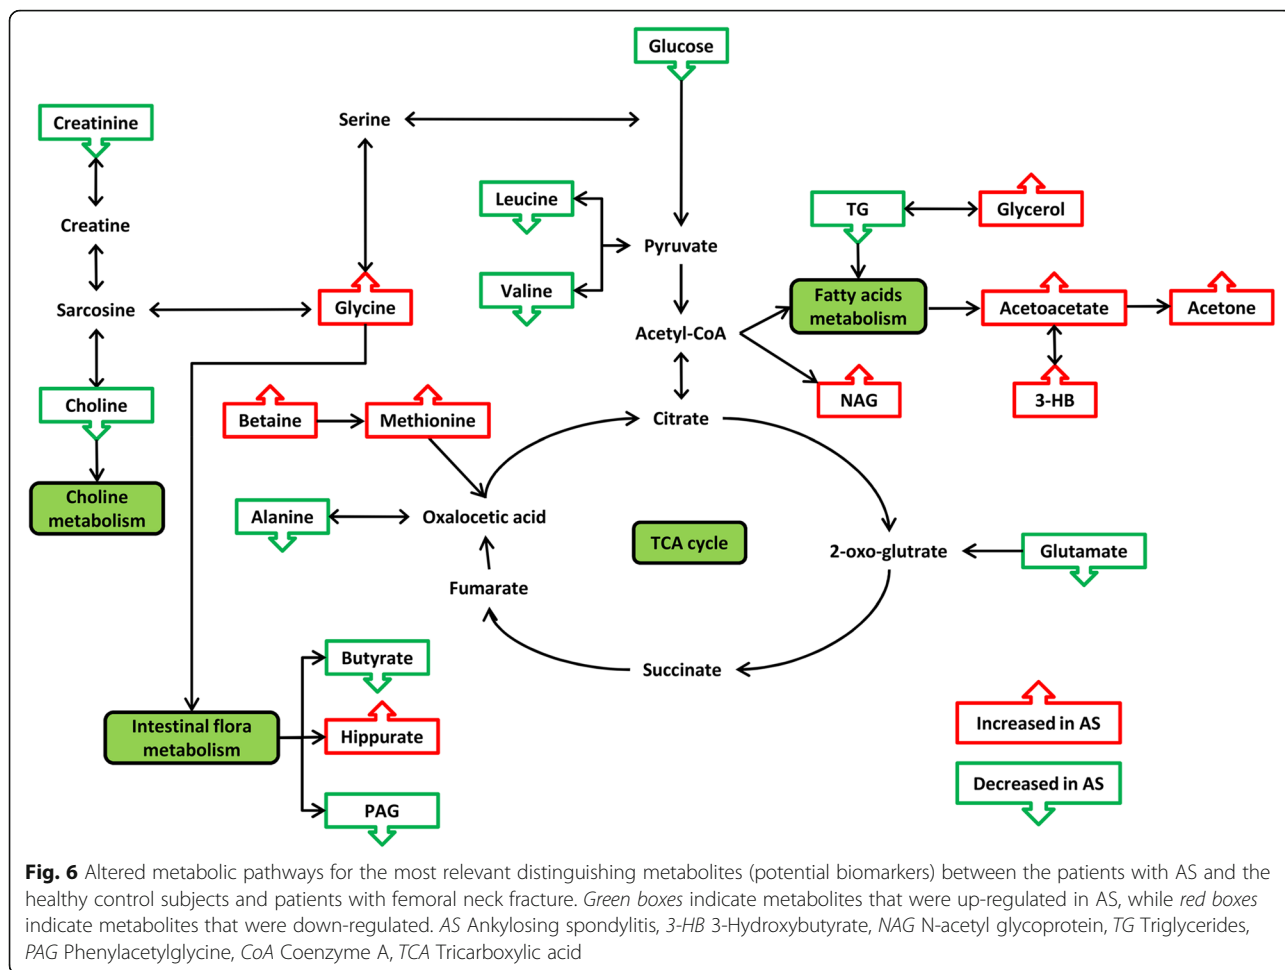 Glucose
Creatinine
Serine
Leucine
TG
Glycerol
Creatine
Pyruvate
Valine
Fatty acids
metabolism
Sarcosine
Glycine
Acetoacetate
Acetone
Acetyl-CoA
NAG
3-HB
Choline
Betaine
Methionine
Citrate
Choline
metabolism
Alanine
Oxalocetic acid
TCA cycle
2-oxo-glutrate
Glutamate
Fumarate
Butyrate
Succinate
Intestinal flora
metabolism
Hippurate
Increased in AS
PAG
Decreased in AS
Fig. 6 Altered metabolic pathways for the most relevant distinguishing metabolites (potential biomarkers) between the patients with AS and the
healthy control subjects and patients with femoral neck fracture. Green boxes indicate metabolites that were up-regulated in AS, while red boxes
indicate metabolites that were down-regulated. AS Ankylosing spondylitis, 3-HB 3-Hydroxybutyrate, NAG N-acetyl glycoprotein, TG Triglycerides,
PAG Phenylacetylglycine, CoA Coenzyme A, TCA Tricarboxylic acid